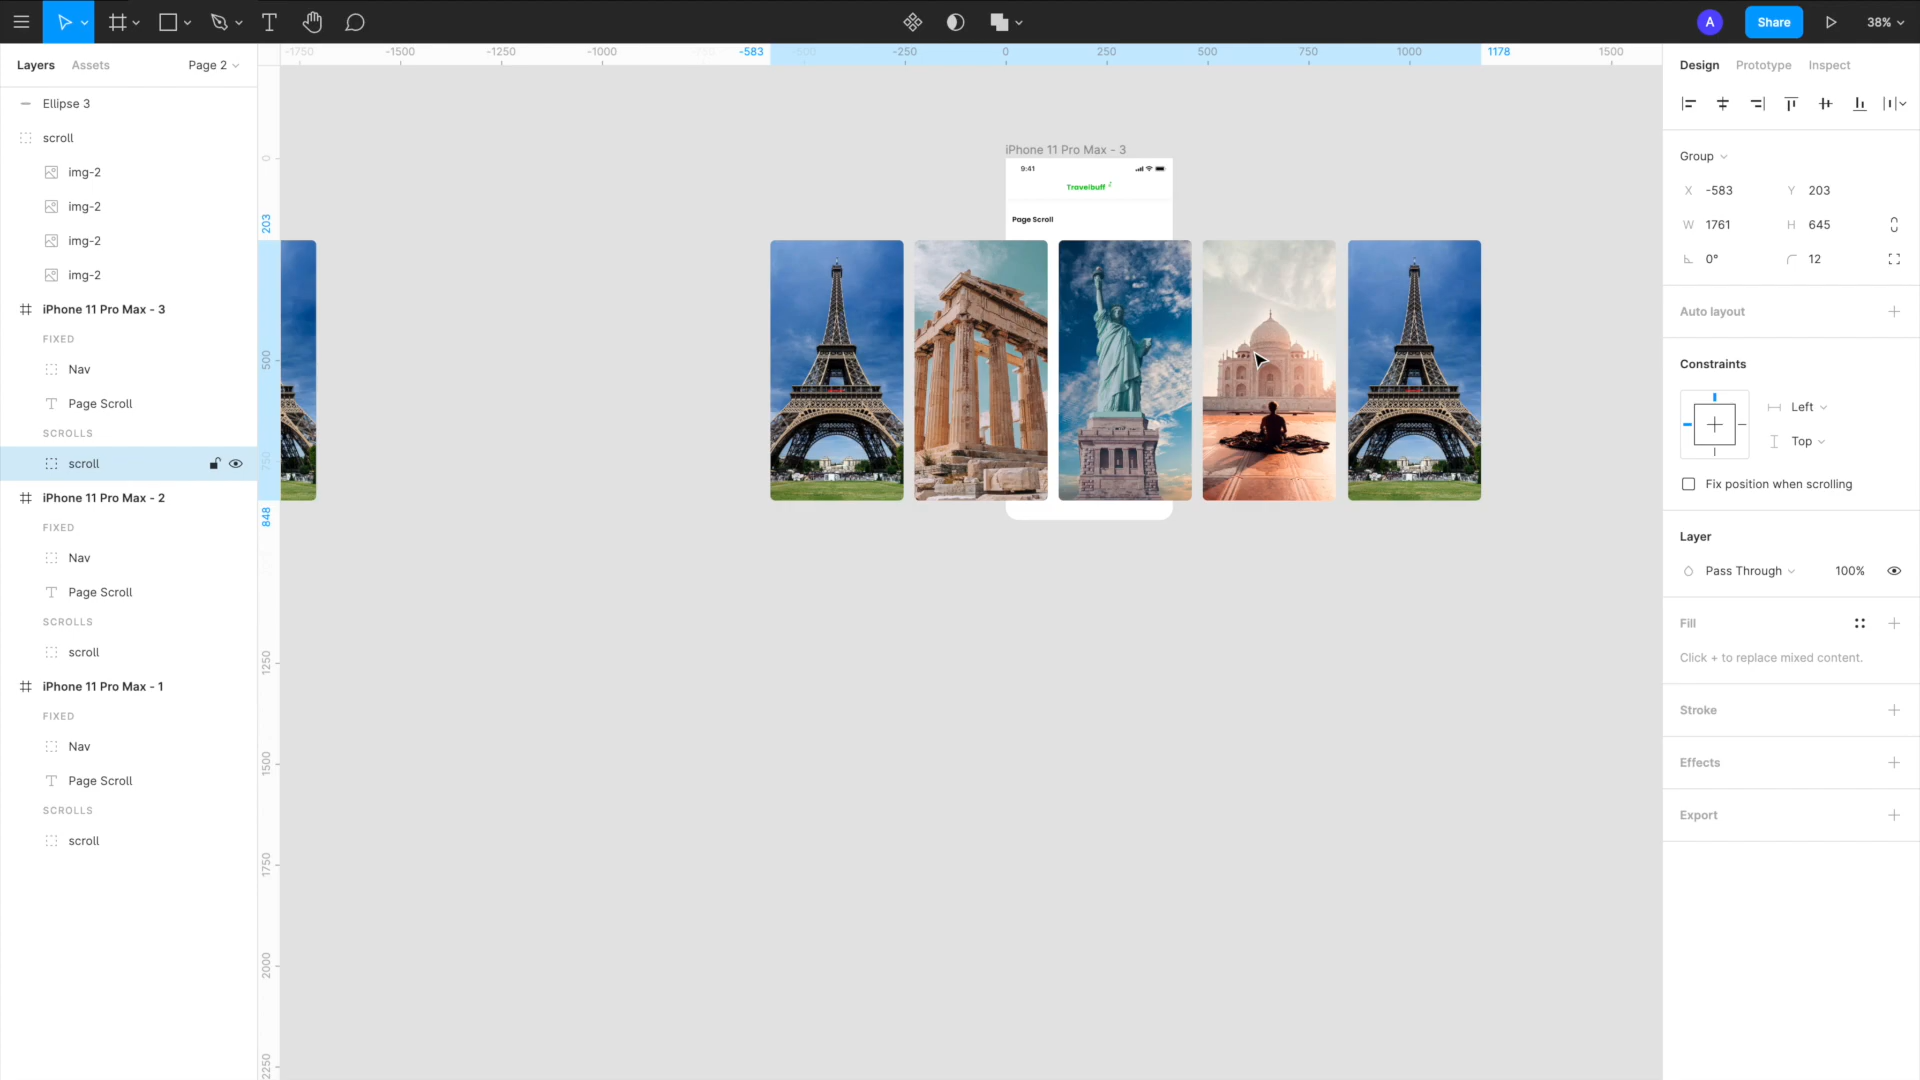 A
Share
38%
Layers
Assets
Page 2
Ellipse 3
scroll
img-2
img-2
img-2
img-2
iPhone 11 Pro Max - 3
FIXED
Nav
Page Scroll
SCROLLS
scroll
iPhone 11 Pro Max - 2
FIXED
Nav
Page Scroll
SCROLLS
scroll
iPhone 11 Pro Max - 1
FIXED
Nav
Page Scroll
SCROLLS
scroll
-1750 -1500 -1250 -1000 -583 -500 -250 0 250 500 750 1000 1178 1500
0
203
500
750
848
1250
1500
1750
2000
2250
iPhone 11 Pro Max - 3
9:41
Travelbuff
Page Scroll
Design
Prototype
Inspect
Group
X -583
Y 203
W 1761
H 645
0°
12
Auto layout
Constraints
Left
Top
Fix position when scrolling
Layer
Pass Through
100%
Fill
Click + to replace mixed content.
Stroke
Effects
Export